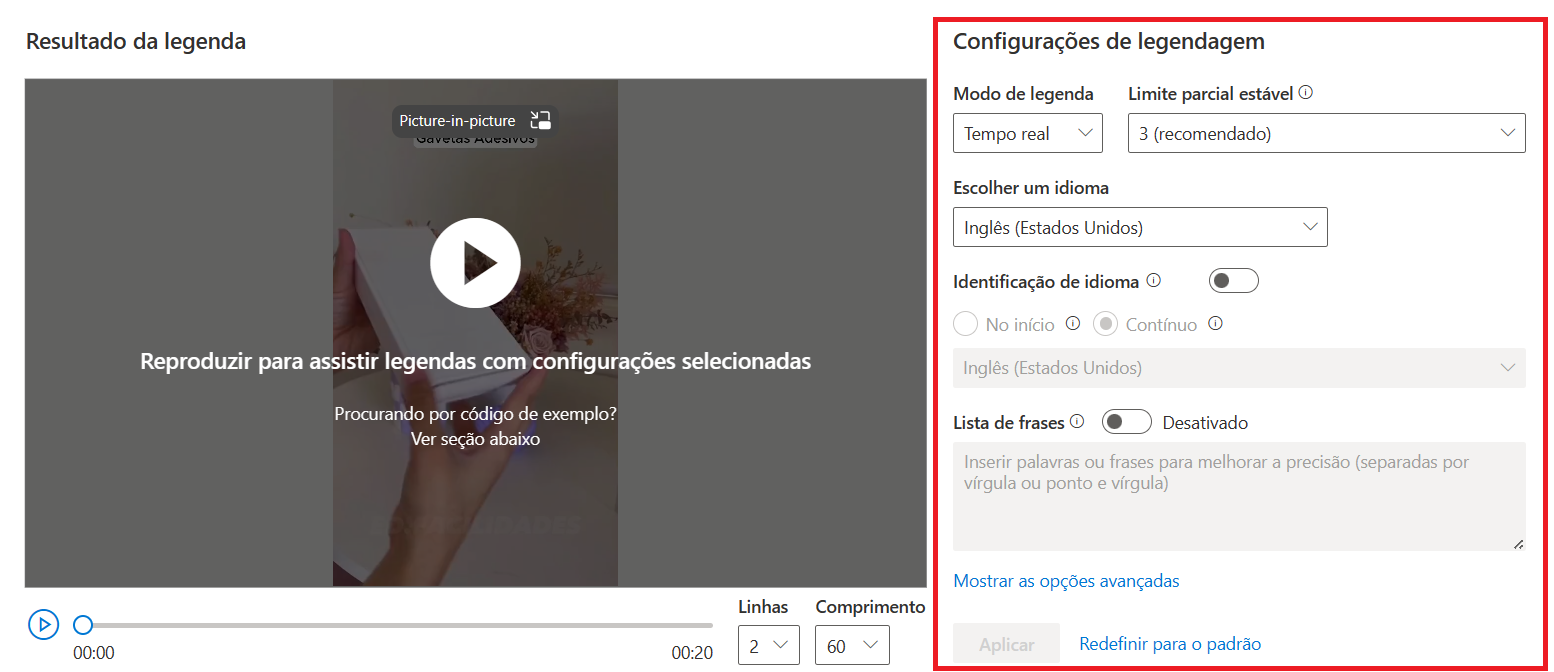 Resultado da legenda
Picture-in-picture
Gavetas Adesivos
Reproduzir para assistir legendas com configurações selecionadas
Procurando por código de exemplo?
Ver seção abaixo
00:00
00:20
Linhas
2
Comprimento
60
Configurações de legendagem
Modo de legenda
Tempo real
Limite parcial estável
3 (recomendado)
Escolher um idioma
Inglês (Estados Unidos)
Identificação de idioma
No início
Contínuo
Inglês (Estados Unidos)
Lista de frases
Desativado
Inserir palavras ou frases para melhorar a precisão (separadas por
vírgula ou ponto e vírgula)
Mostrar as opções avançadas
Aplicar
Redefinir para o padrão